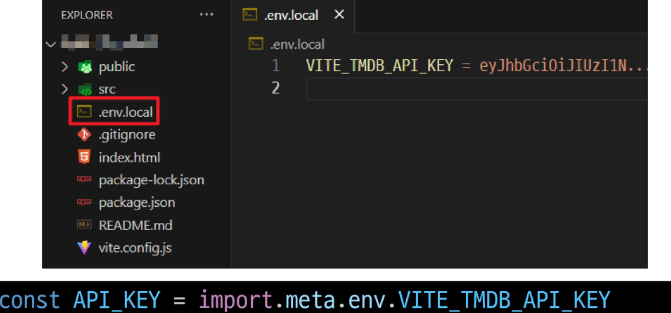 EXPLORER ...
.env.local ×
.env.local
public
src
.env.local
.gitignore
index.html
package-lock.json
package.json
README.md
vite.config.js
1 VITE_TMDB_API_KEY = eyJhbGciOiJIUzI1N...
2
const API_KEY = import.meta.env.VITE_TMDB_API_KEY